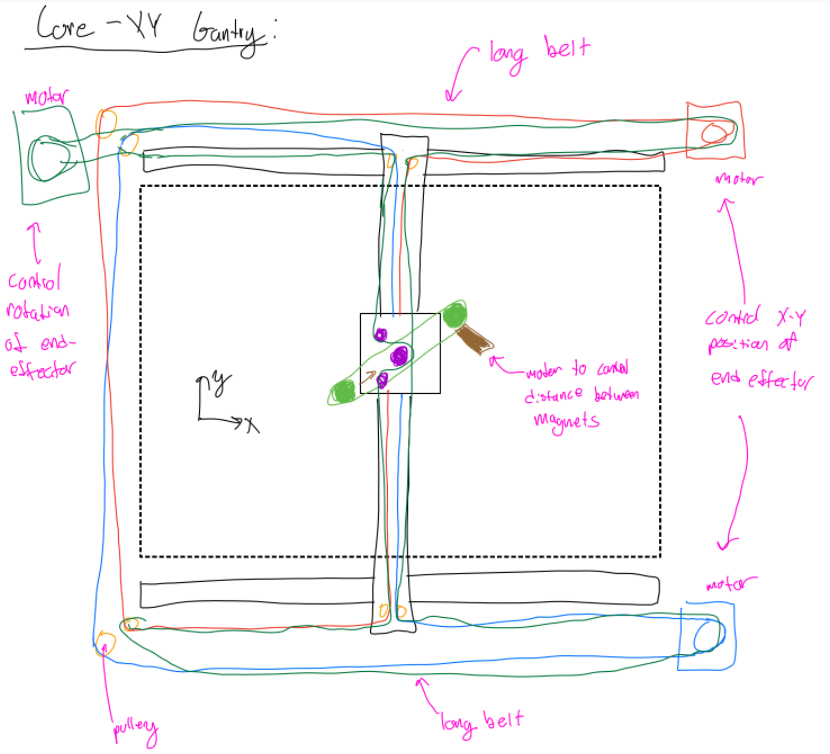 Core-XY Gantry:
long belt
motor
motor
control
rotation
of end-
effector
control X-Y
position of
end effector
y
x
motor to control
distance between
magnets
motor
pulley
long belt